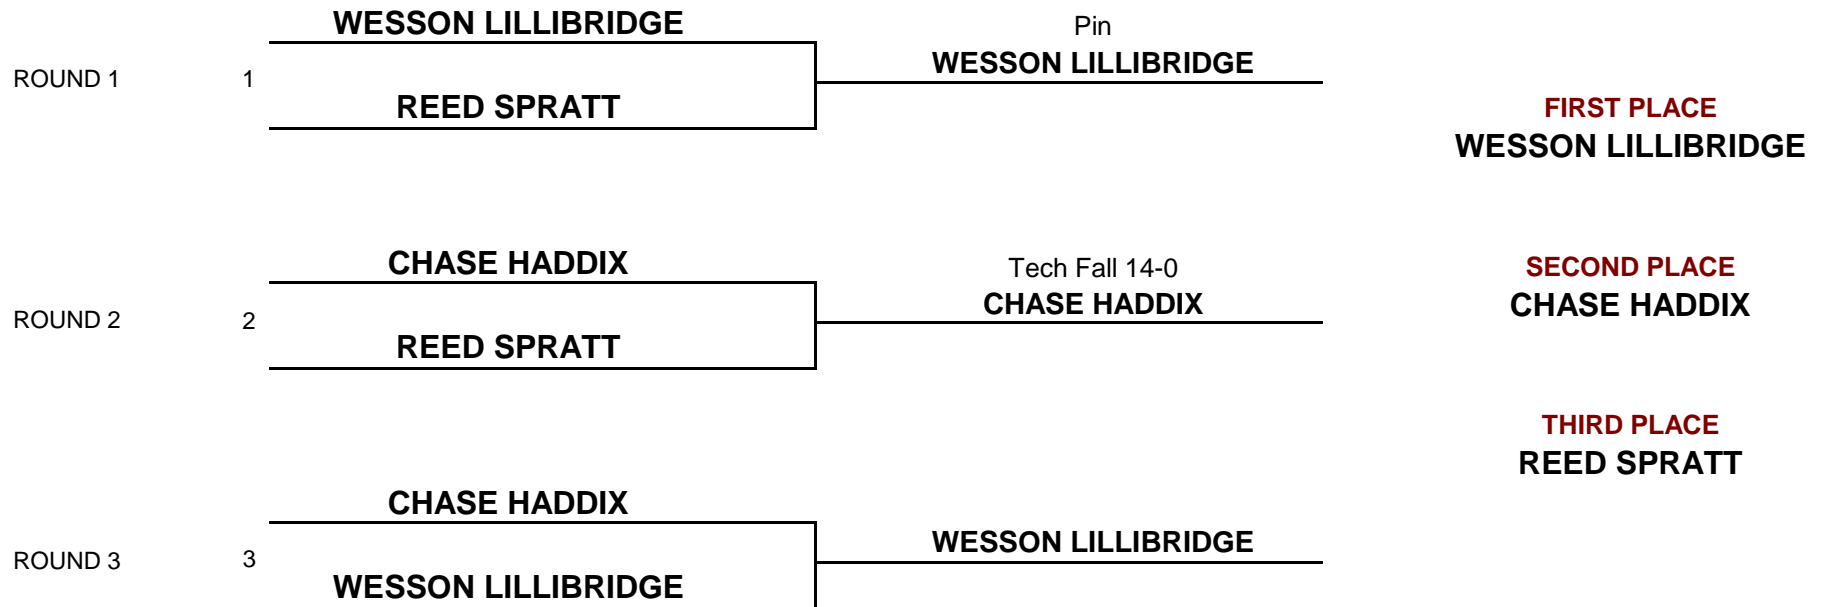 WESSON LILLIBRIDGE
Pin
WESSON LILLIBRIDGE
ROUND 1
1
REED SPRATT
FIRST PLACE
WESSON LILLIBRIDGE
CHASE HADDIX
Tech Fall 14-0
CHASE HADDIX
SECOND PLACE
CHASE HADDIX
ROUND 2
2
REED SPRATT
THIRD PLACE
REED SPRATT
CHASE HADDIX
WESSON LILLIBRIDGE
ROUND 3
3
WESSON LILLIBRIDGE